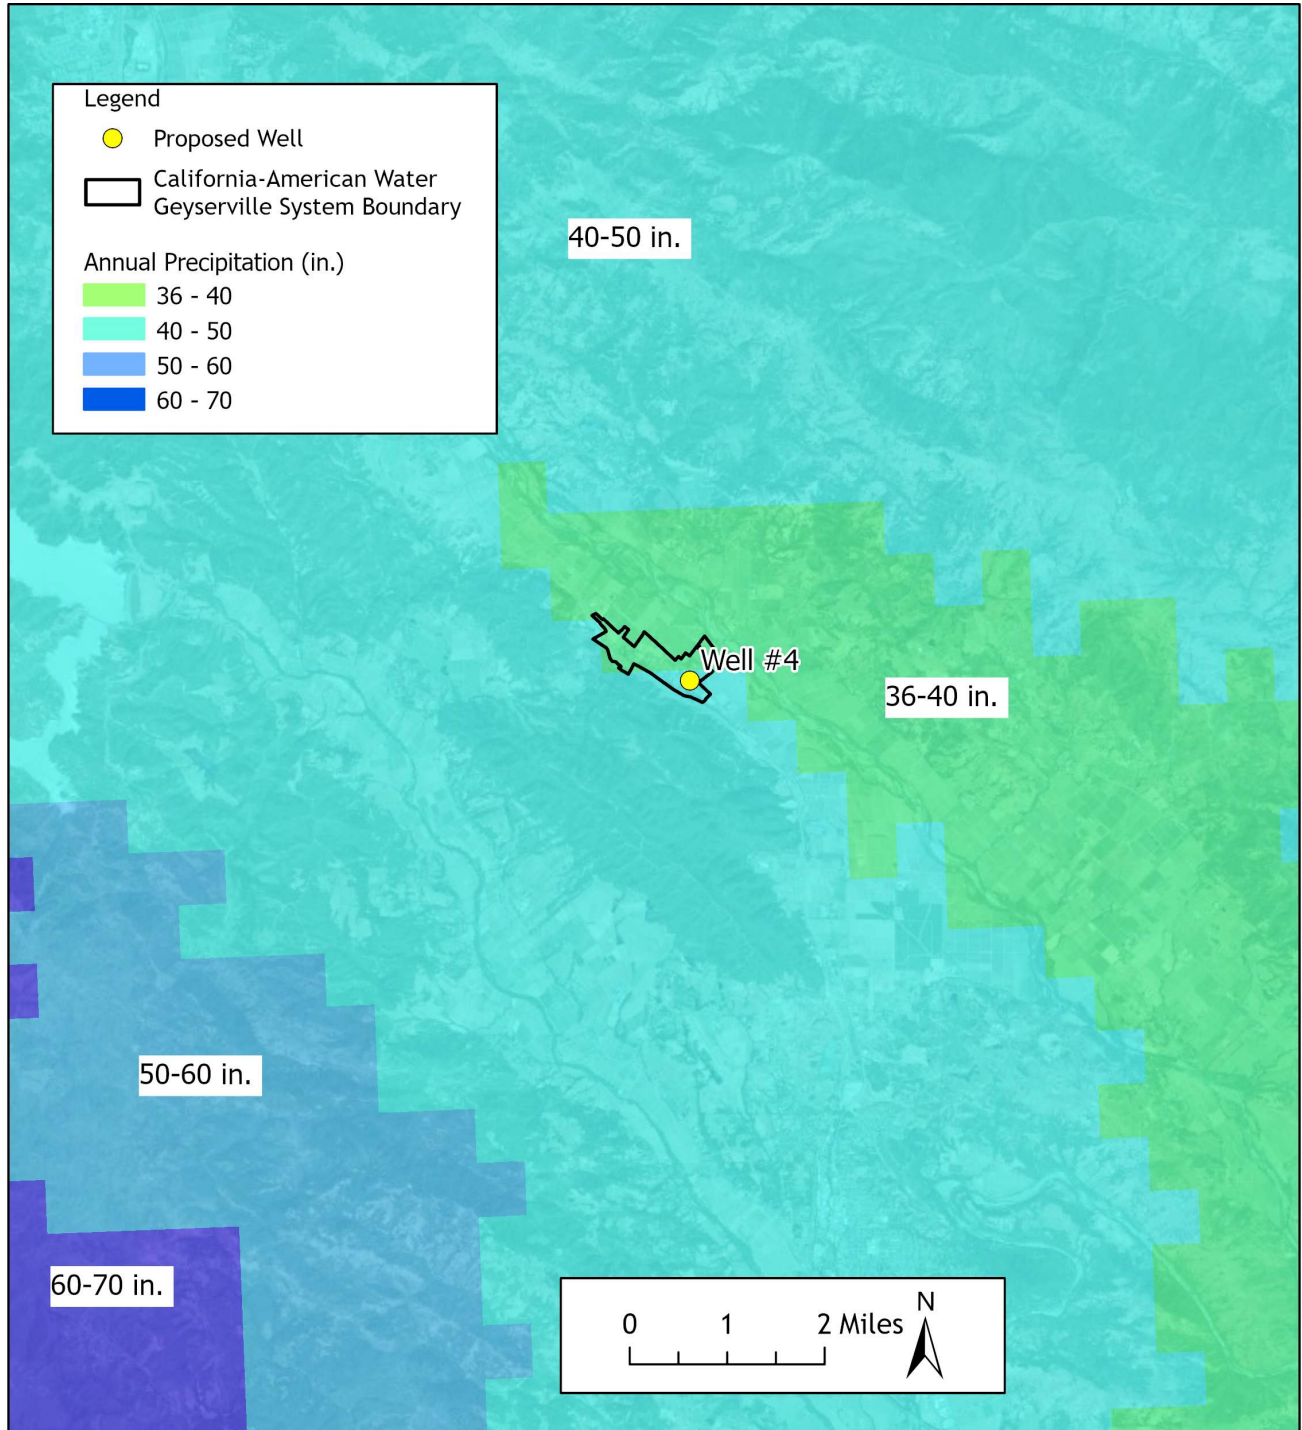 Legend
Proposed Well
California-American Water
Geyserville System Boundary
Annual Precipitation (in.)
36 - 40
40 - 50
50 - 60
60 - 70
40-50 in.
Well #4
36-40 in.
50-60 in.
60-70 in.
0 1 2 Miles
N